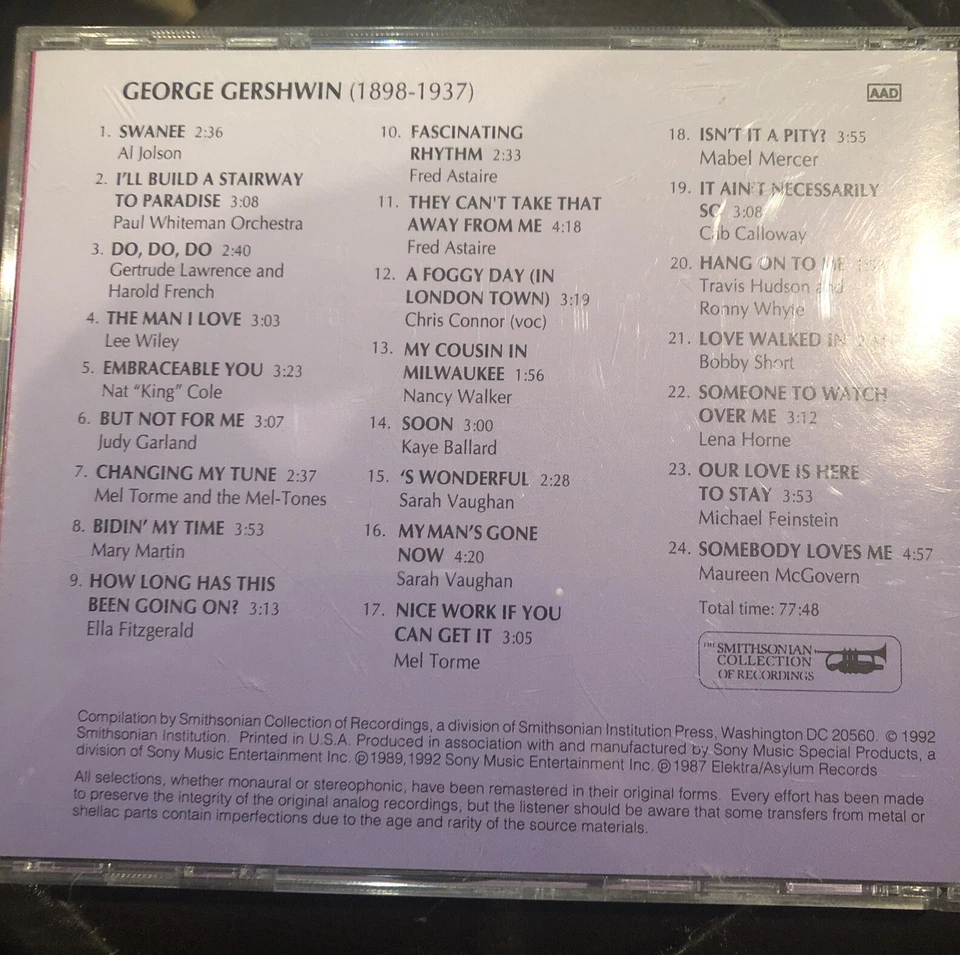 GEORGE GERSHWIN (1898-1937)
AAD
1. SWANEE 2:36
Al Jolson
2. I'LL BUILD A STAIRWAY
TO PARADISE 3:08
Paul Whiteman Orchestra
3. DO, DO, DO 2:40
Gertrude Lawrence and
Harold French
4. THE MAN I LOVE 3:03
Lee Wiley
5. EMBRACEABLE YOU 3:23
Nat "King" Cole
6. BUT NOT FOR ME 3:07
Judy Garland
7. CHANGING MY TUNE 2:37
Mel Torme and the Mel-Tones
8. BIDIN' MY TIME 3:53
Mary Martin
9. HOW LONG HAS THIS
BEEN GOING ON? 3:13
Ella Fitzgerald
10. FASCINATING
RHYTHM 2:33
Fred Astaire
11. THEY CAN'T TAKE THAT
AWAY FROM ME 4:18
Fred Astaire
12. A FOGGY DAY (IN
LONDON TOWN) 3:19
Chris Connor (voc)
13. MY COUSIN IN
MILWAUKEE 1:56
Nancy Walker
14. SOON 3:00
Kaye Ballard
15. 'S WONDERFUL 2:28
Sarah Vaughan
16. MY MAN'S GONE
NOW 4:20
Sarah Vaughan
17. NICE WORK IF YOU
CAN GET IT 3:05
Mel Torme
18. ISN'T IT A PITY? 3:55
Mabel Mercer
19. IT AIN'T NECESSARILY
SO 3:08
Cab Calloway
20. HANG ON TO ME
Travis Hudson and
Ronny Whyte
21. LOVE WALKED IN
Bobby Short
22. SOMEONE TO WATCH
OVER ME 3:12
Lena Horne
23. OUR LOVE IS HERE
TO STAY 3:53
Michael Feinstein
24. SOMEBODY LOVES ME 4:57
Maureen McGovern
Total time: 77:48
THE SMITHSONIAN
COLLECTION
OF RECORDINGS
Compilation by Smithsonian Collection of Recordings, a division of Smithsonian Institution Press, Washington DC 20560. © 1992
Smithsonian Institution. Printed in U.S.A. Produced in association with and manufactured by Sony Music Special Products, a
division of Sony Music Entertainment Inc. ℗1989,1992 Sony Music Entertainment Inc. ℗1987 Elektra/Asylum Records
All selections, whether monaural or stereophonic, have been remastered in their original forms. Every effort has been made
to preserve the integrity of the original analog recordings, but the listener should be aware that some transfers from metal or
shellac parts contain imperfections due to the age and rarity of the source materials.